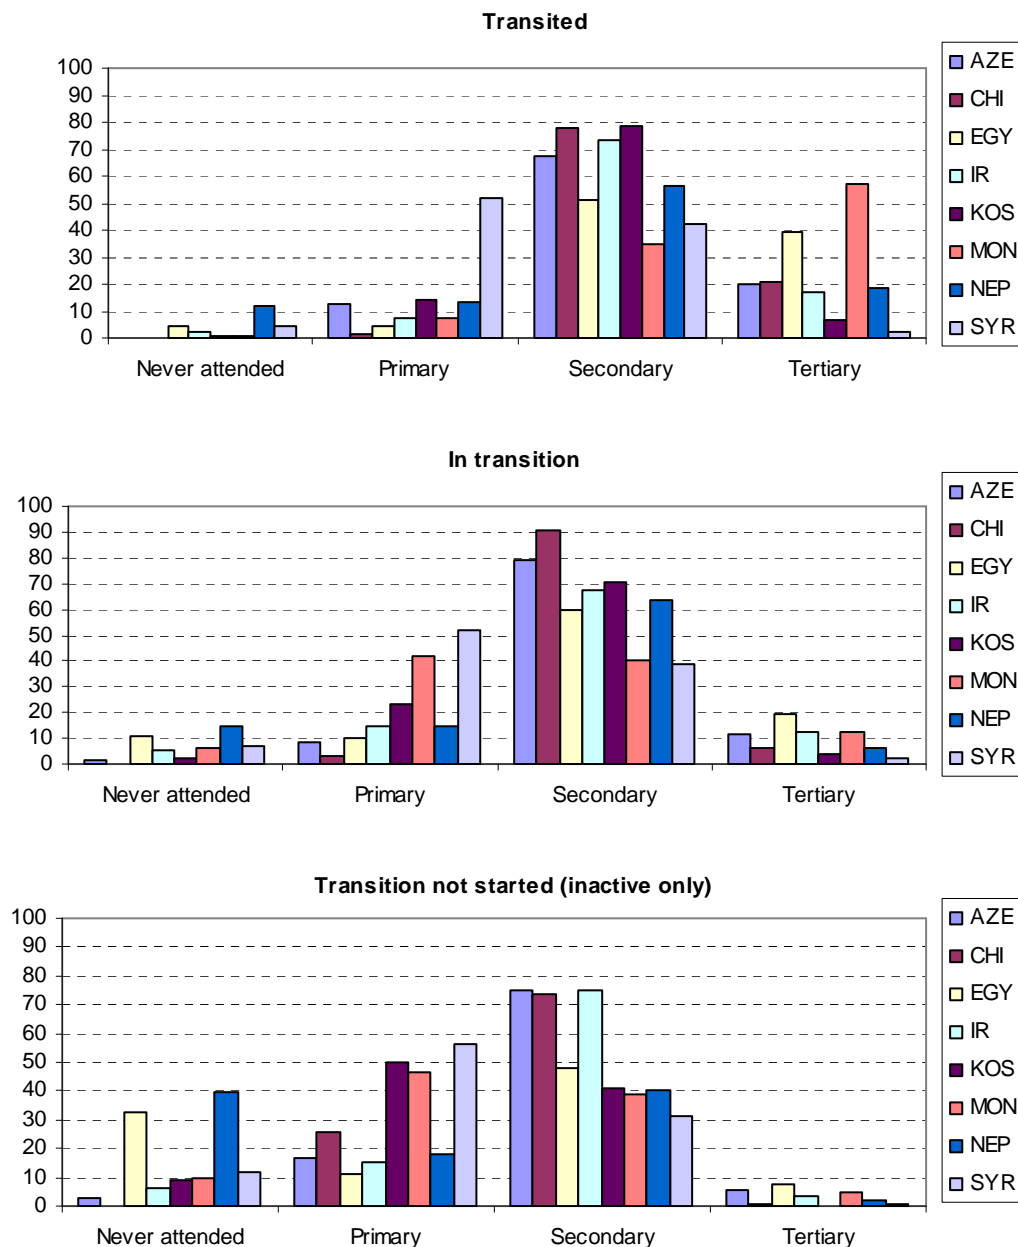 Transited
100
90
80
70
60
50
40
30
20
10
0
Never attended Primary Secondary Tertiary
AZE
CHI
EGY
IR
KOS
MON
NEP
SYR
In transition
100
90
80
70
60
50
40
30
20
10
0
Never attended Primary Secondary Tertiary
AZE
CHI
EGY
IR
KOS
MON
NEP
SYR
Transition not started (inactive only)
100
90
80
70
60
50
40
30
20
10
0
Never attended Primary Secondary Tertiary
AZE
CHI
EGY
IR
KOS
MON
NEP
SYR